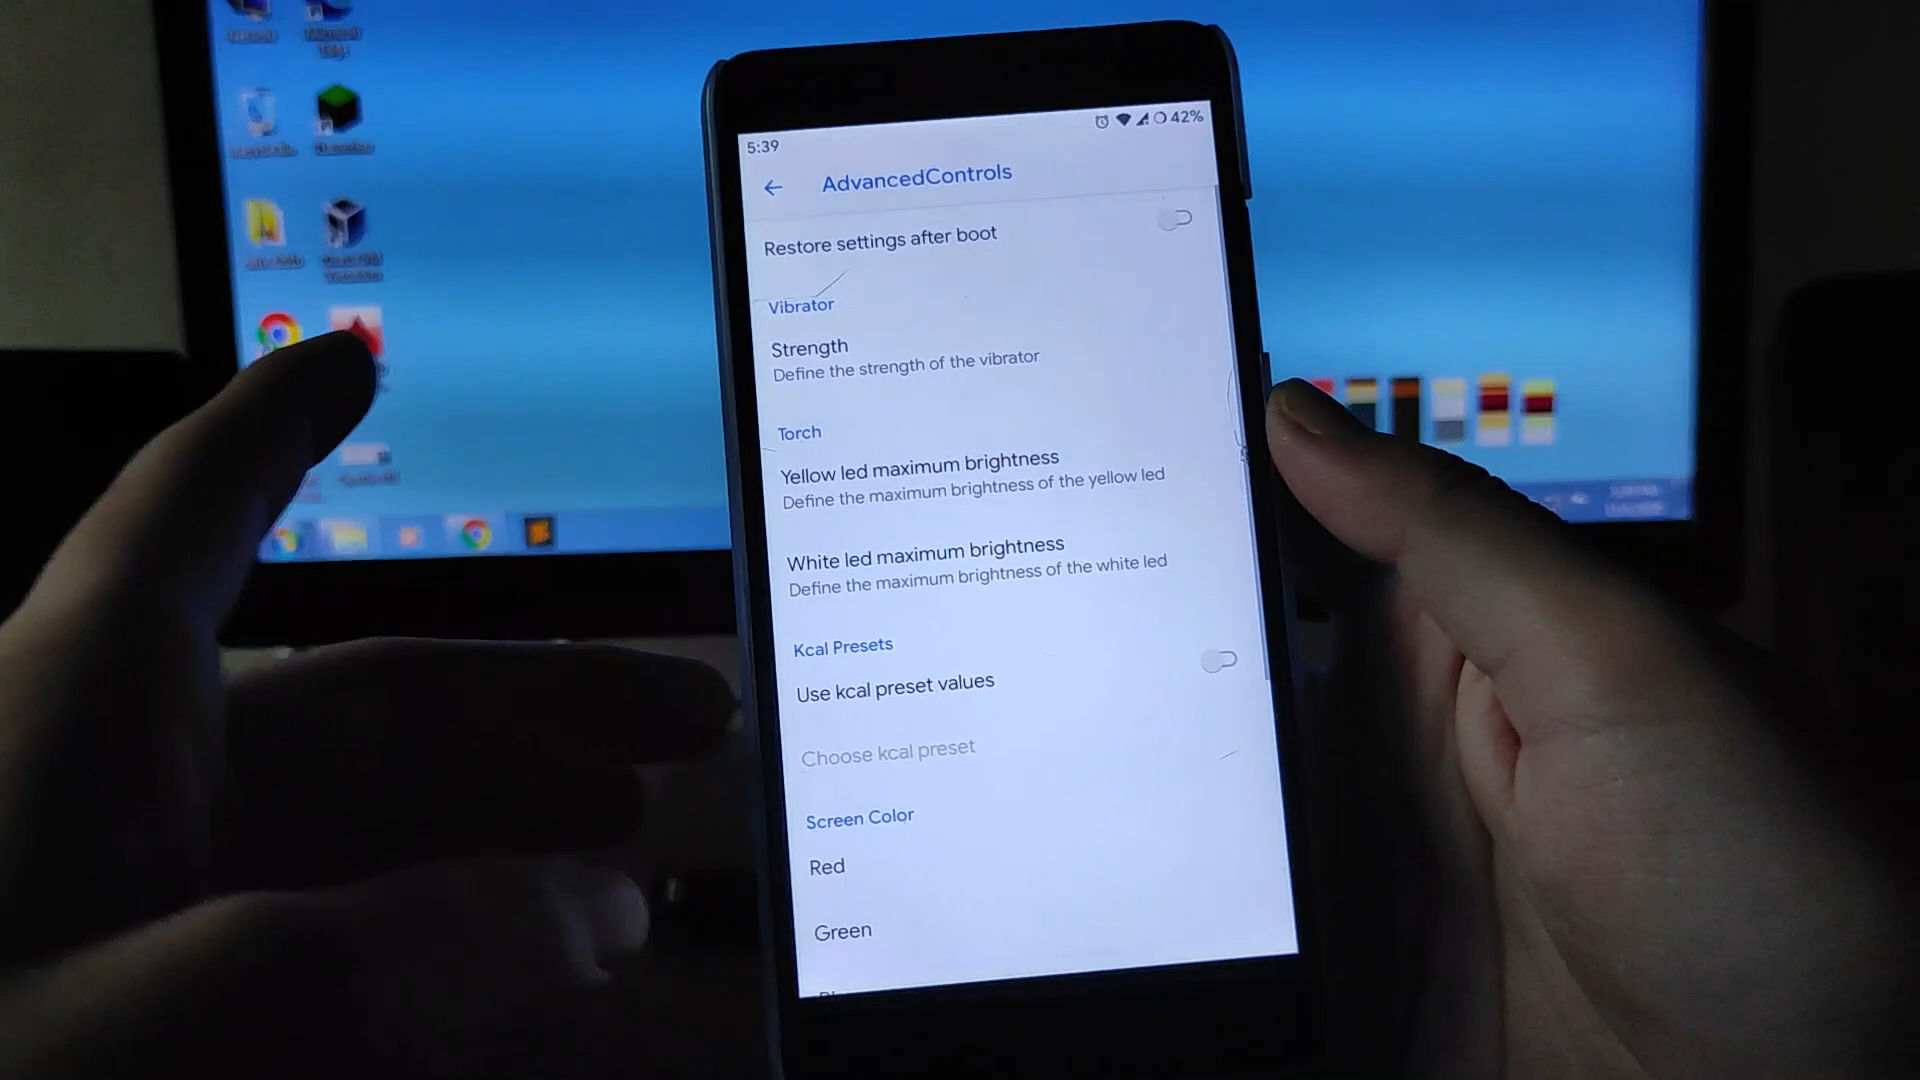 Microsoft
Edge
5:39
42%
AdvancedControls
Restore settings after boot
Vibrator
Strength
Define the strength of the vibrator
Torch
Yellow led maximum brightness
Define the maximum brightness of the yellow led
White led maximum brightness
Define the maximum brightness of the white led
Kcal Presets
Use kcal preset values
Choose kcal preset
Screen Color
Red
Green